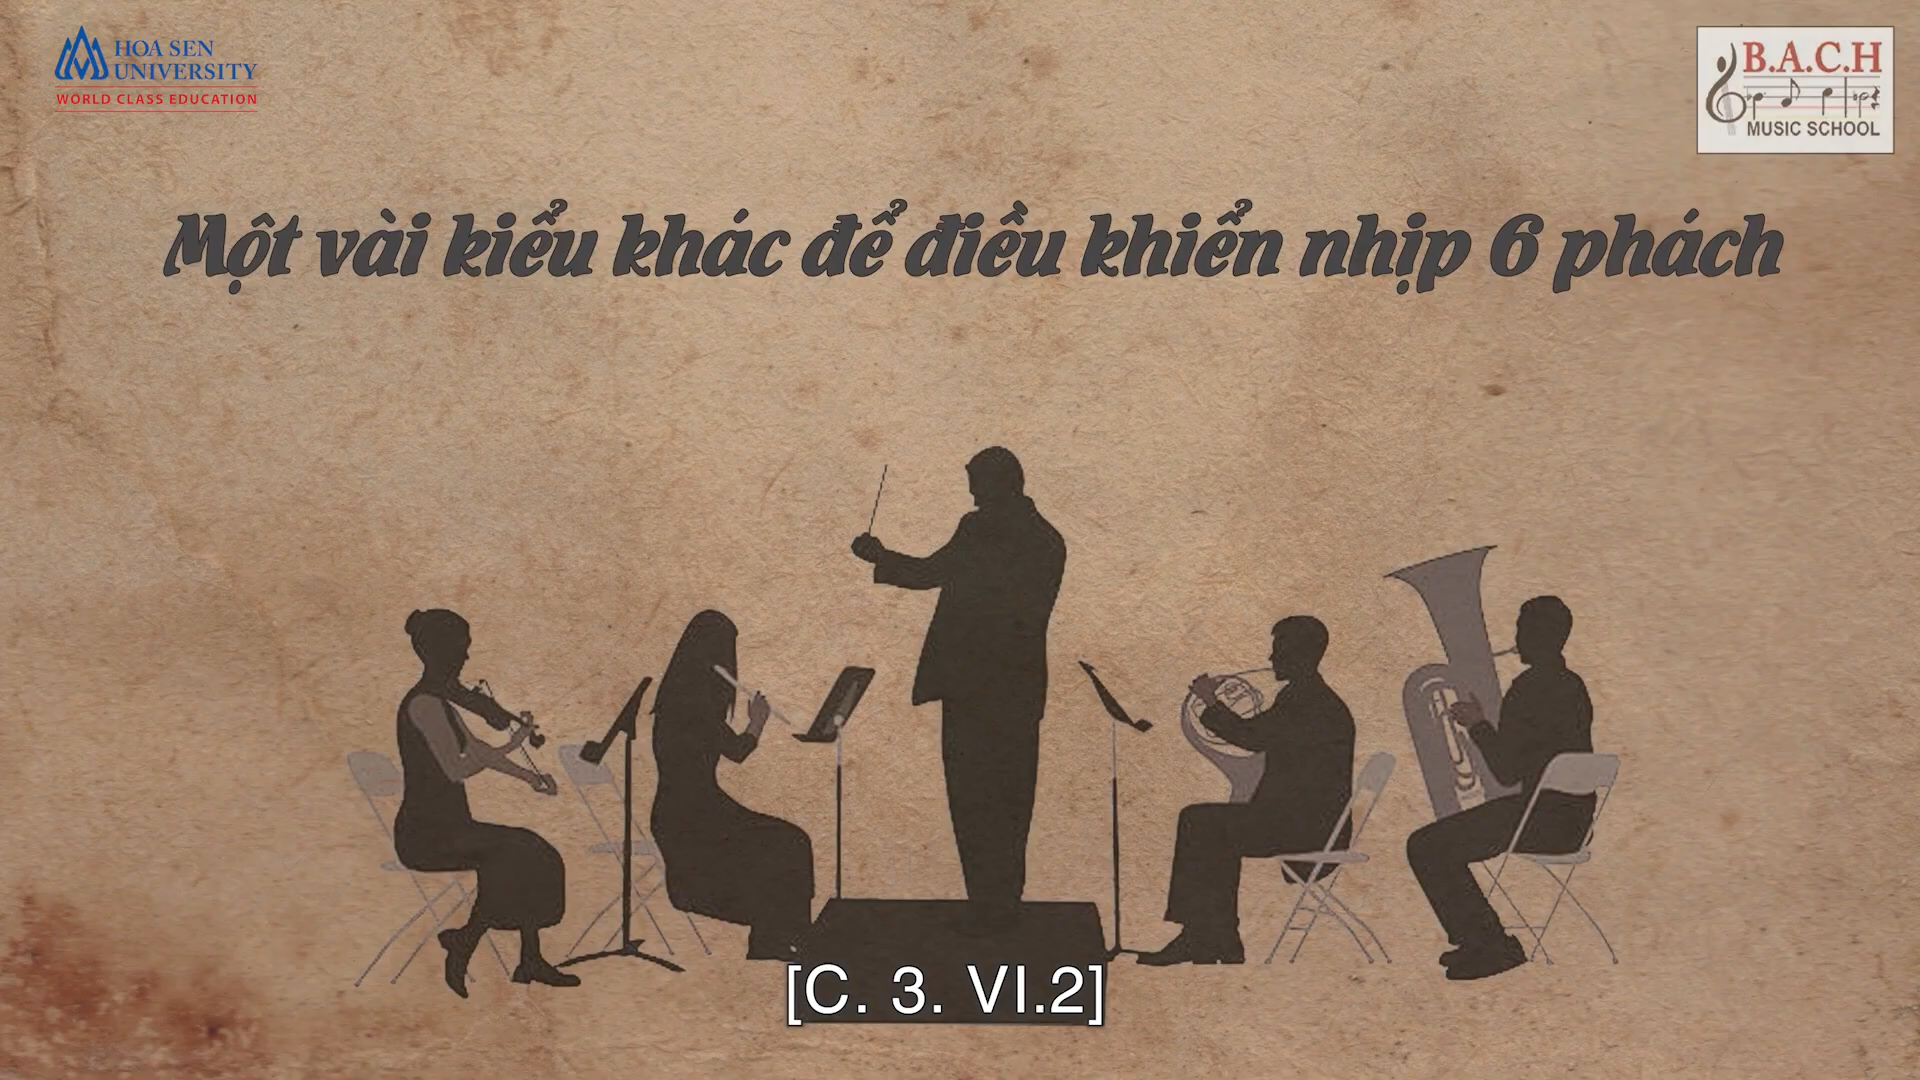 HOA SEN
UNIVERSITY
WORLD CLASS EDUCATION
B.A.C.H
MUSIC SCHOOL
Một vài kiểu khác để điều khiển nhịp 6 phách
[C. 3. VI.2]